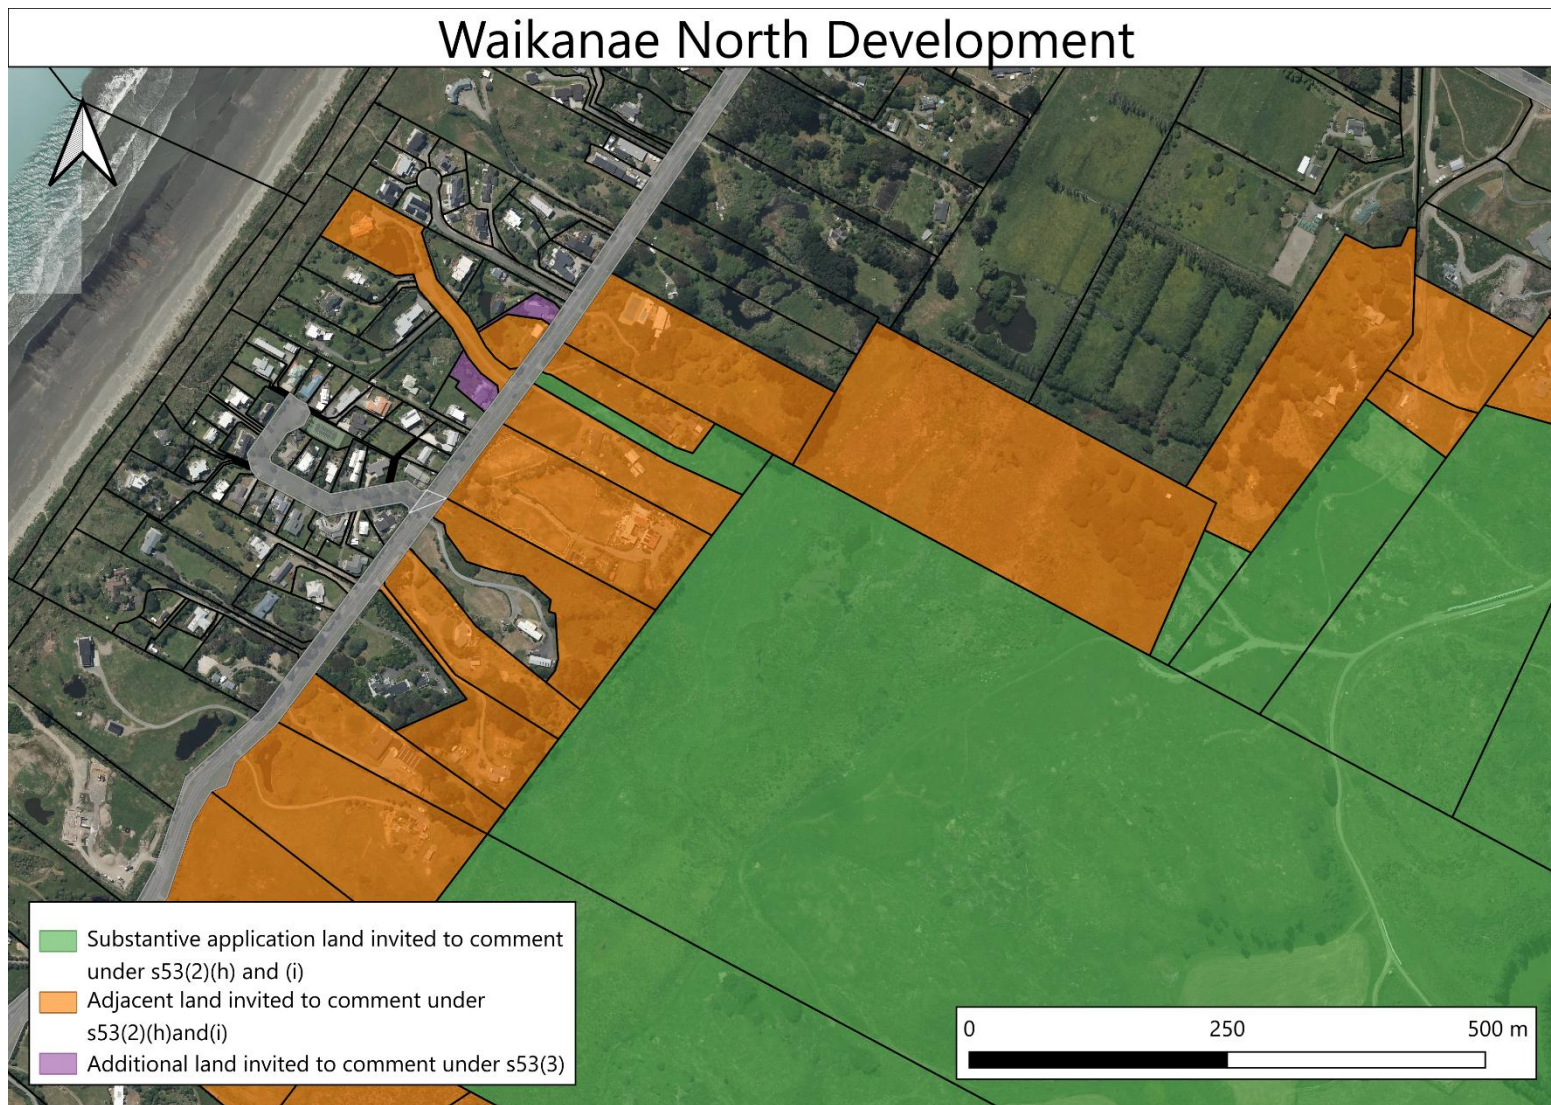 Waikanae North Development
Substantive application land invited to comment
under s53(2)(h) and (i)
Adjacent land invited to comment under
s53(2)(h)and(i)
Additional land invited to comment under s53(3)
0 250 500 m